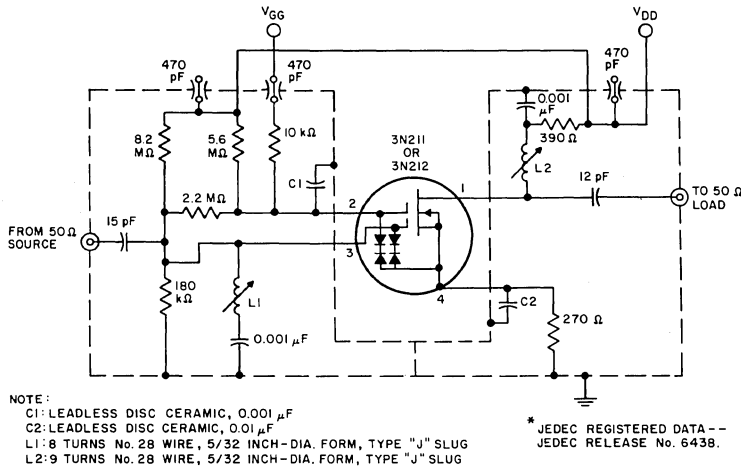 VGG
VDD
470 pF
470 pF
470 pF
8.2 MΩ
5.6 MΩ
10 kΩ
0.001 µF
390 Ω
3N211 OR 3N212
C1
L2
1
12 pF
2.2 MΩ
2
TO 50 Ω LOAD
FROM 50 Ω SOURCE
15 pF
3
180 kΩ
L1
4
C2
270 Ω
0.001 µF
NOTE:
C1: LEADLESS DISC CERAMIC, 0.001 µF
C2: LEADLESS DISC CERAMIC, 0.01 µF
L1: 8 TURNS No. 28 WIRE, 5/32 INCH-DIA. FORM, TYPE "J" SLUG
L2: 9 TURNS No. 28 WIRE, 5/32 INCH-DIA. FORM, TYPE "J" SLUG
* JEDEC REGISTERED DATA --
JEDEC RELEASE No. 6438.